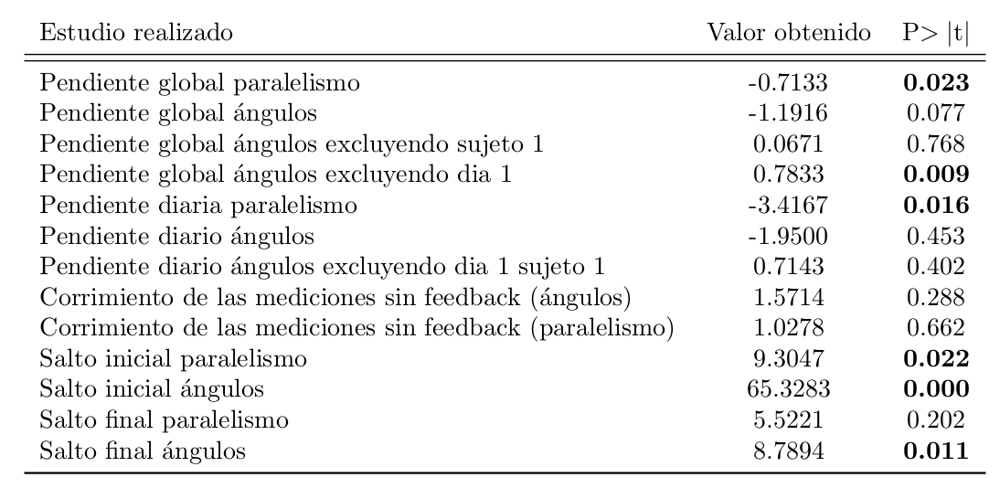 Estudio realizado Valor obtenido P> |t|
Pendiente global paralelismo -0.7133 0.023
Pendiente global ángulos -1.1916 0.077
Pendiente global ángulos excluyendo sujeto 1 0.0671 0.768
Pendiente global ángulos excluyendo dia 1 0.7833 0.009
Pendiente diaria paralelismo -3.4167 0.016
Pendiente diario ángulos -1.9500 0.453
Pendiente diario ángulos excluyendo dia 1 sujeto 1 0.7143 0.402
Corrimiento de las mediciones sin feedback (ángulos) 1.5714 0.288
Corrimiento de las mediciones sin feedback (paralelismo) 1.0278 0.662
Salto inicial paralelismo 9.3047 0.022
Salto inicial ángulos 65.3283 0.000
Salto final paralelismo 5.5221 0.202
Salto final ángulos 8.7894 0.011